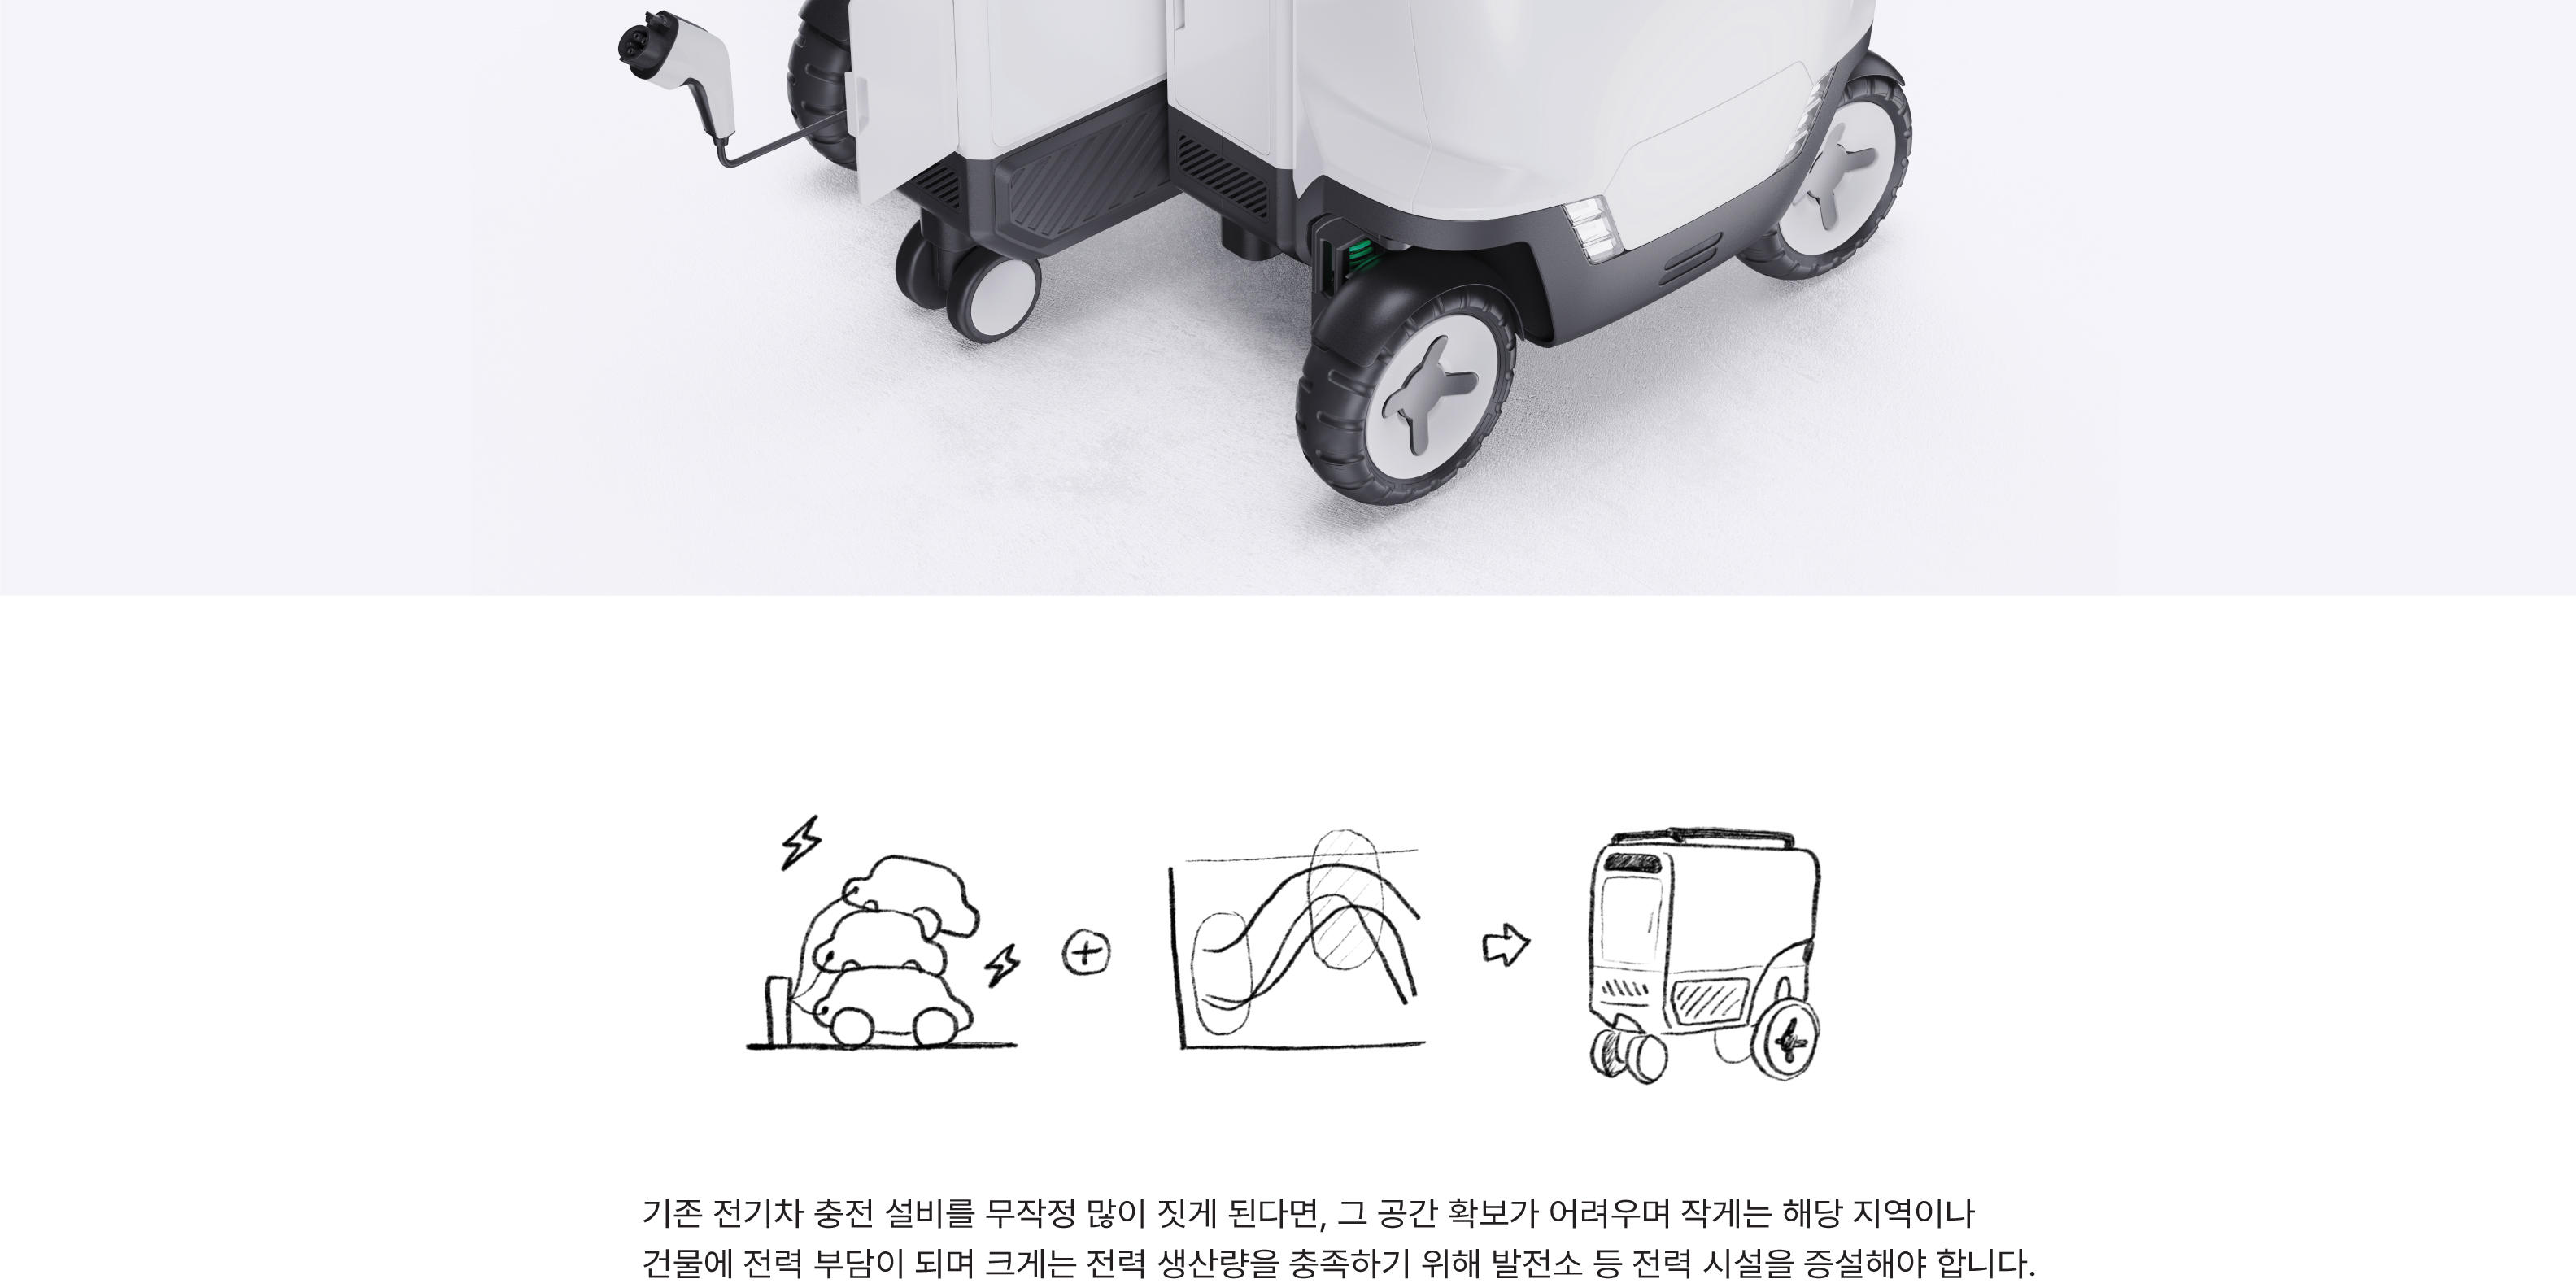 기존 전기차 충전 설비를 무작정 많이 짓게 된다면, 그 공간 확보가 어려우며 작게는 해당 지역이나
건물에 전력 부담이 되며 크게는 전력 생산량을 충족하기 위해 발전소 등 전력 시설을 증설해야 합니다.